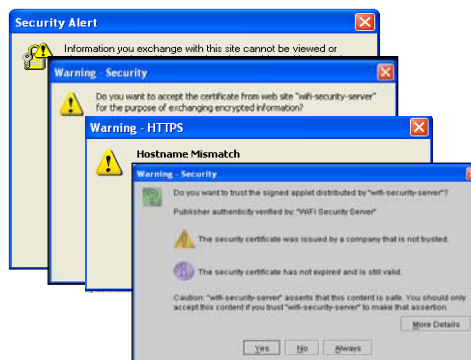 Security Alert
Information you exchange with this site cannot be viewed or
Warning - Security
Do you want to accept the certificate from web site "wifi-security-server"
for the purpose of exchanging encrypted information?
Warning - HTTPS
Hostname Mismatch
Warning - Security
Do you want to trust the signed applet distributed by "wifi-security-server"?
Publisher authenticity verified by: "WiFi Security Server"
The security certificate was issued by a company that is not trusted.
The security certificate has not expired and is still valid.
Caution: "wifi-security-server" asserts that this content is safe. You should only
accept this content if you trust "wifi-security-server" to make that assertion.
More Details
Yes No Always